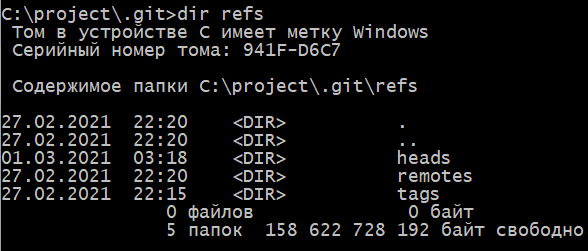 C:\project\.git>dir refs
Том в устройстве C имеет метку Windows
Серийный номер тома: 941F-D6C7
Содержимое папки C:\project\.git\refs
27.02.2021  22:20    <DIR>          .
27.02.2021  22:20    <DIR>          ..
01.03.2021  03:18    <DIR>          heads
27.02.2021  22:20    <DIR>          remotes
27.02.2021  22:15    <DIR>          tags
0 файлов              0 байт
5 папок  158 622 728 192 байт свободно